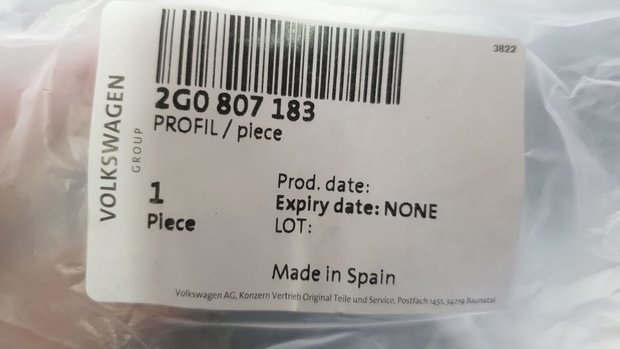 3822
2G0 807 183
PROFIL / piece
VOLKSWAGEN
GROUP
1
Piece
Prod. date:
Expiry date: NONE
LOT:
Made in Spain
Volkswagen AG, Konzern Vertrieb Original Teile und Service, Postfach 1451, 34219 Baunatal